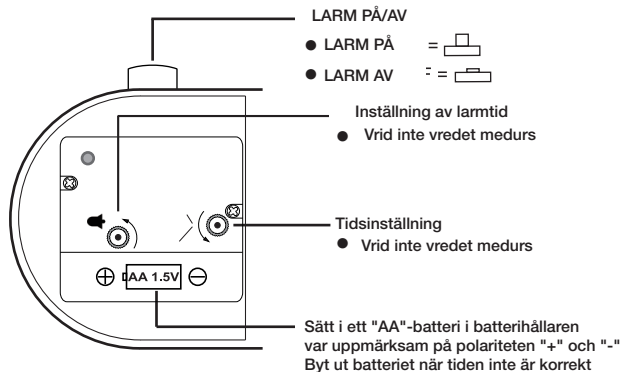 LARM PÅ/AV
● LARM PÅ =
● LARM AV =
Inställning av larmtid
● Vrid inte vredet medurs
Tidsinställning
● Vrid inte vredet medurs
AA 1.5V
Sätt i ett "AA"-batteri i batterihållaren
var uppmärksam på polariteten "+" och "-"
Byt ut batteriet när tiden inte är korrekt